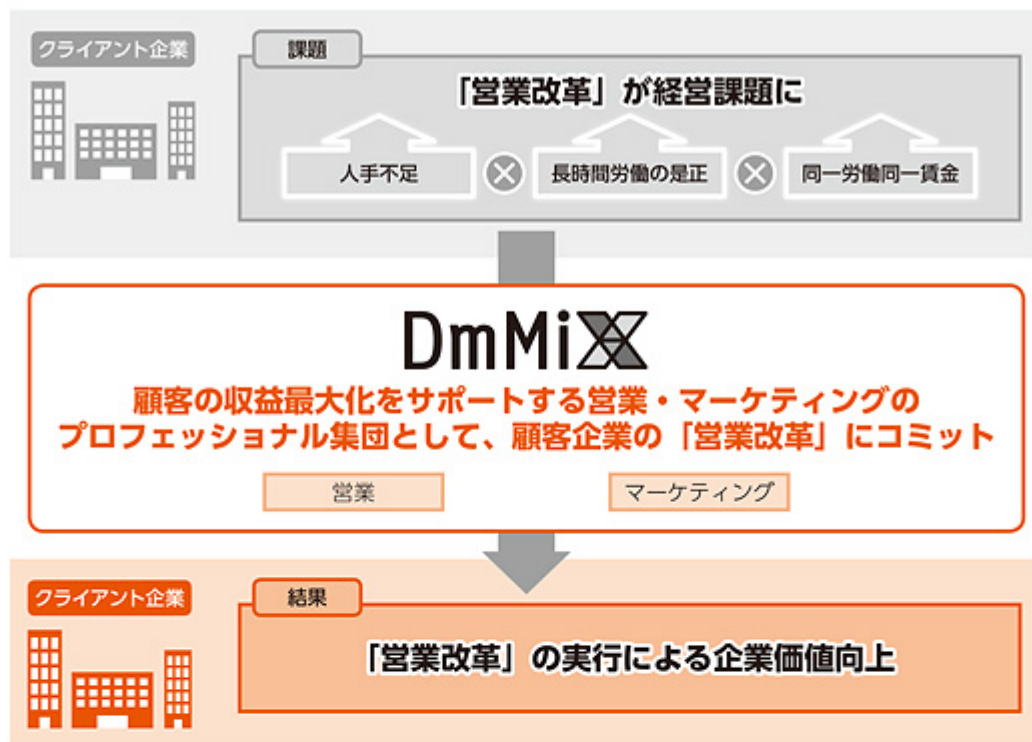 クライアント企業
課題
「営業改革」が経営課題に
人手不足
長時間労働の是正
同一労働同一賃金
DmMiX
顧客の収益最大化をサポートする営業・マーケティングの
プロフェッショナル集団として、顧客企業の「営業改革」にコミット
営業
マーケティング
クライアント企業
結果
「営業改革」の実行による企業価値向上